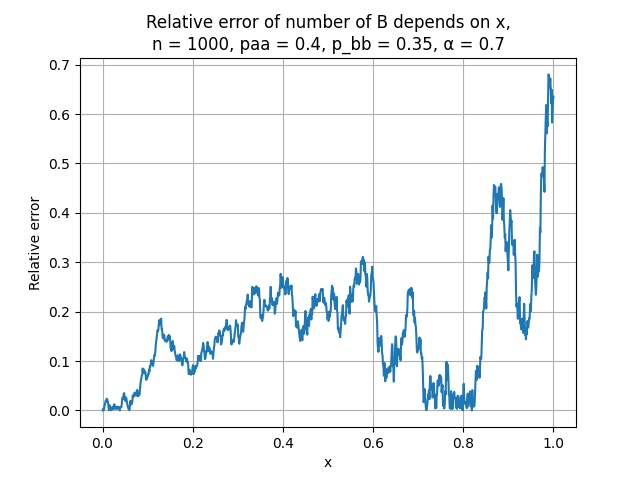 Relative error of number of B depends on x,
n = 1000, paa = 0.4, p_bb = 0.35, α = 0.7
0.7
0.6
0.5
0.4
0.3
0.2
0.1
0.0
Relative error
0.0 0.2 0.4 0.6 0.8 1.0
x